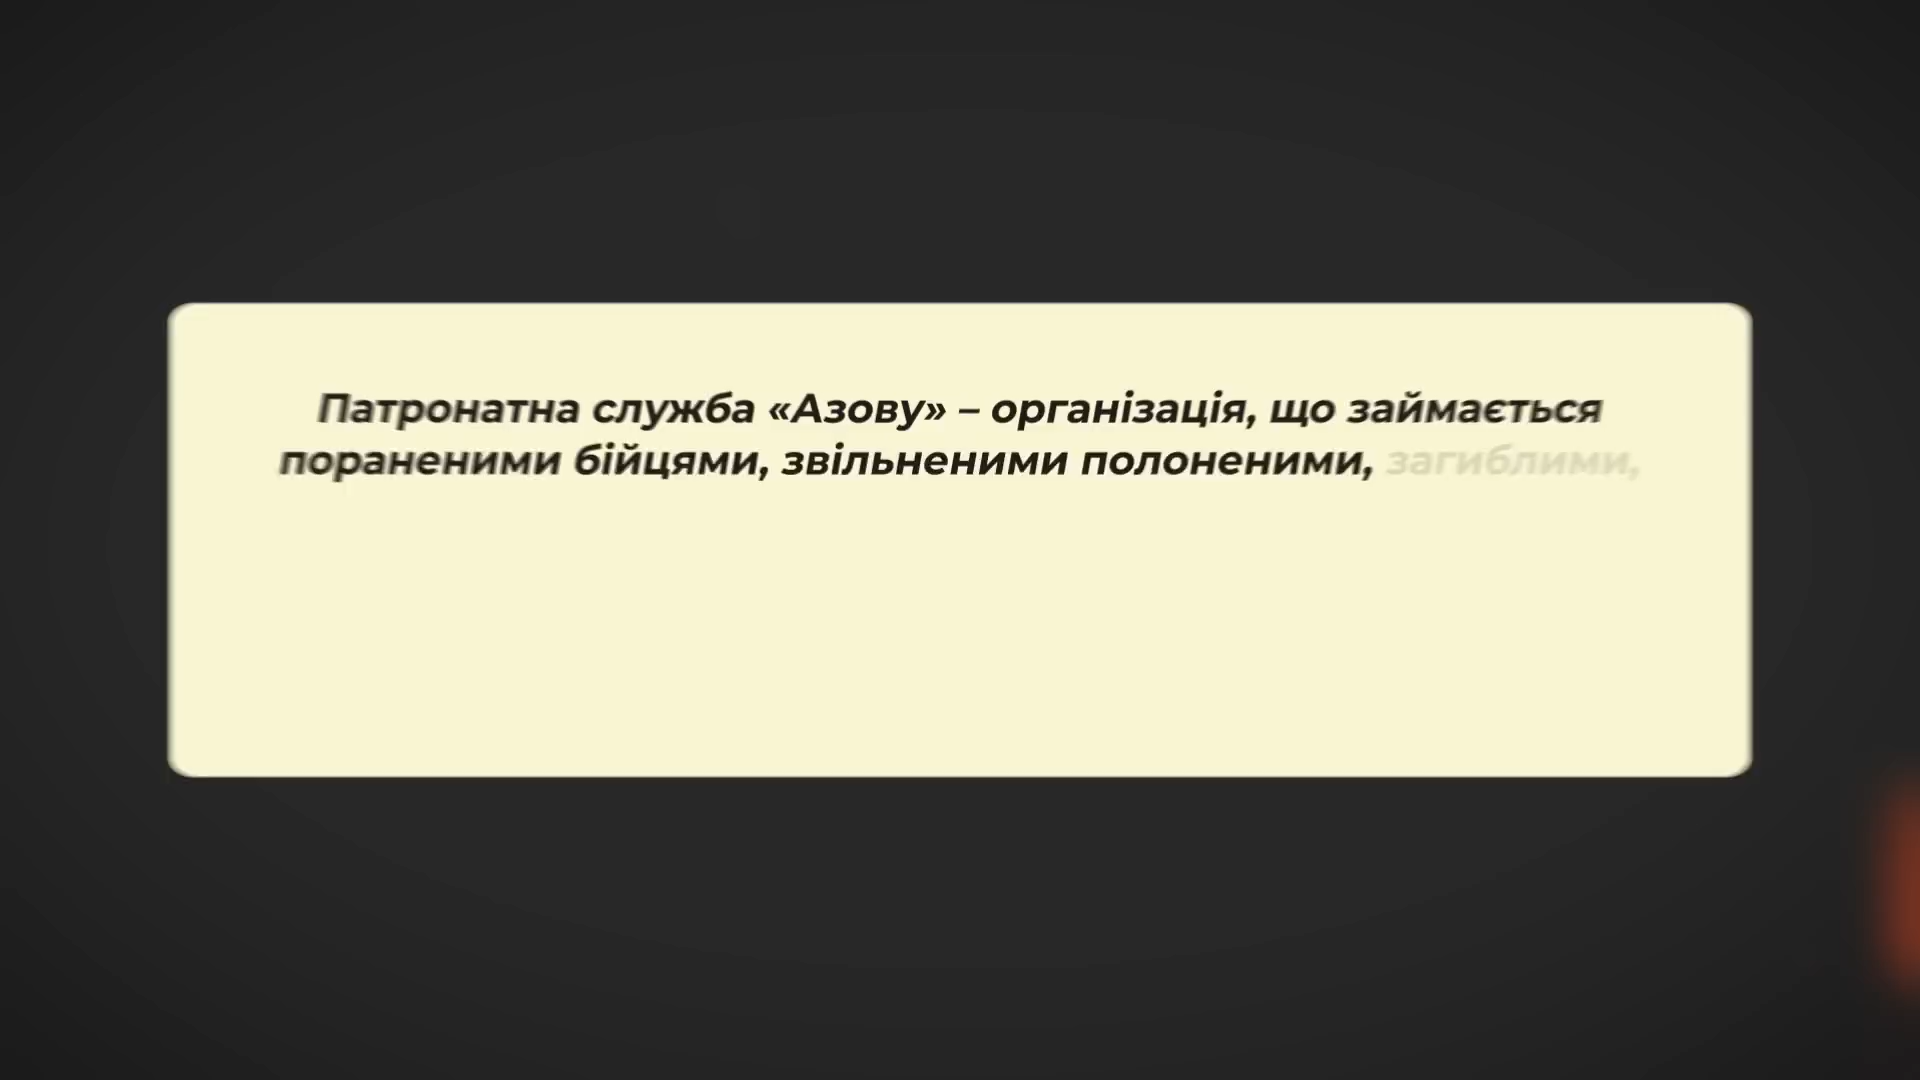 Патронатна служба «Азову» – організація, що займається
пораненими бійцями, звільненими полоненими, загиблими,